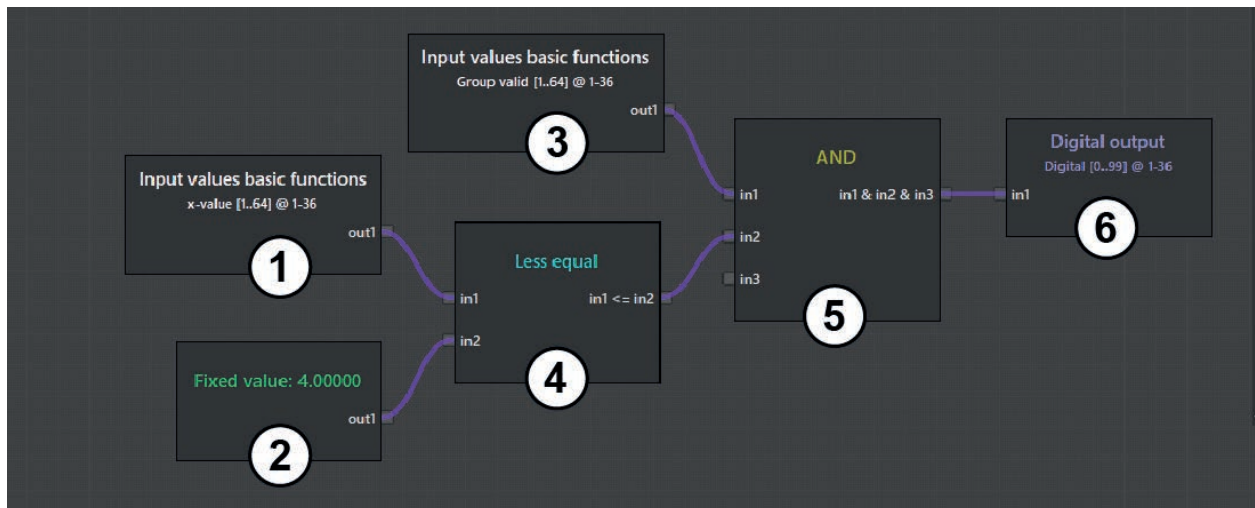 Input values basic functions
Group valid [1..64] @ 1-36
out1
3
Input values basic functions
x-value [1..64] @ 1-36
out1
1
Fixed value: 4.00000
out1
2
Less equal
in1
in1 <= in2
in2
4
AND
in1
in1 & in2 & in3
in2
in3
5
Digital output
Digital [0..99] @ 1-36
in1
6